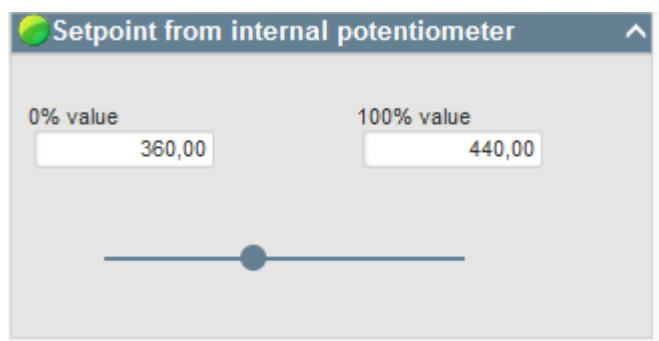 Setpoint from internal potentiometer
0% value 100% value
360,00 440,00